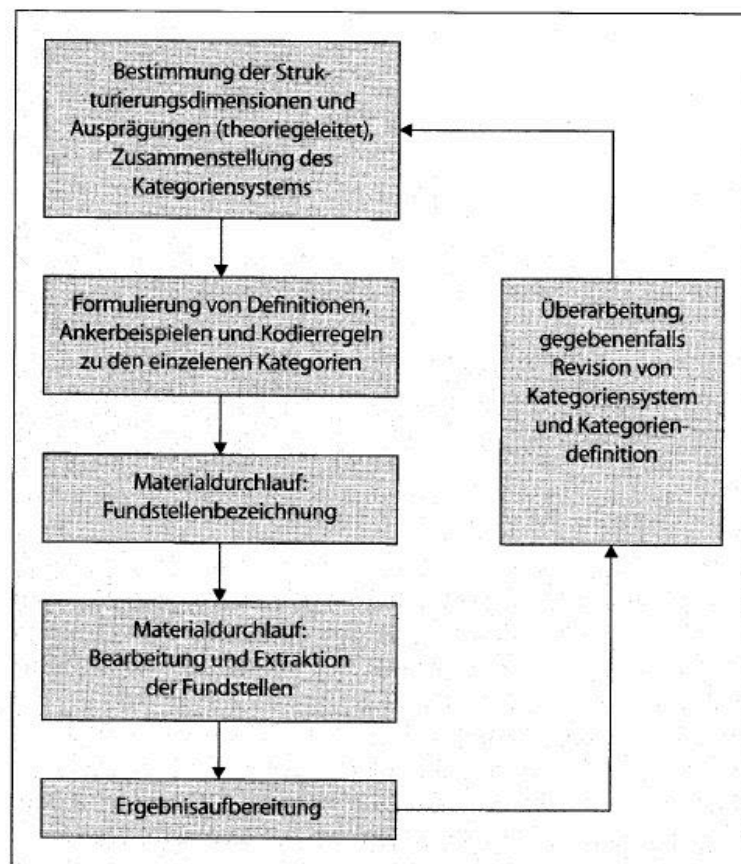 Bestimmung der Struk-
turierungsdimensionen und
Ausprägungen (theoriegeleitet),
Zusammenstellung des
Kategoriensystems
Formulierung von Definitionen,
Ankerbeispielen und Kodierregeln
zu den einzelenen Kategorien
Materialdurchlauf:
Fundstellenbezeichnung
Materialdurchlauf:
Bearbeitung und Extraktion
der Fundstellen
Ergebnisaufbereitung
Überarbeitung,
gegebenenfalls
Revision von
Kategoriensystem
und Kategorien-
definition